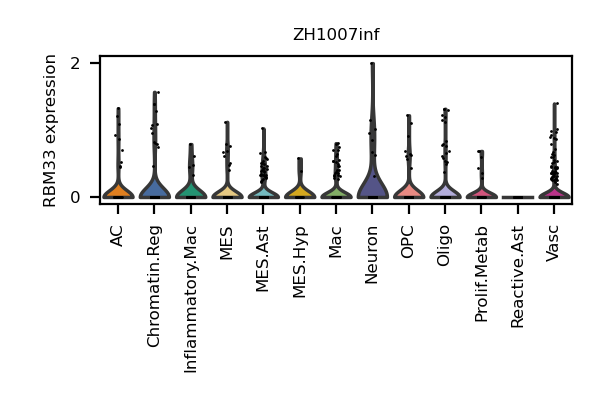 ZH1007inf
RBM33 expression
2
0
AC
Chromatin.Reg
Inflammatory.Mac
MES
MES.Ast
MES.Hyp
Mac
Neuron
OPC
Oligo
Prolif.Metab
Reactive.Ast
Vasc